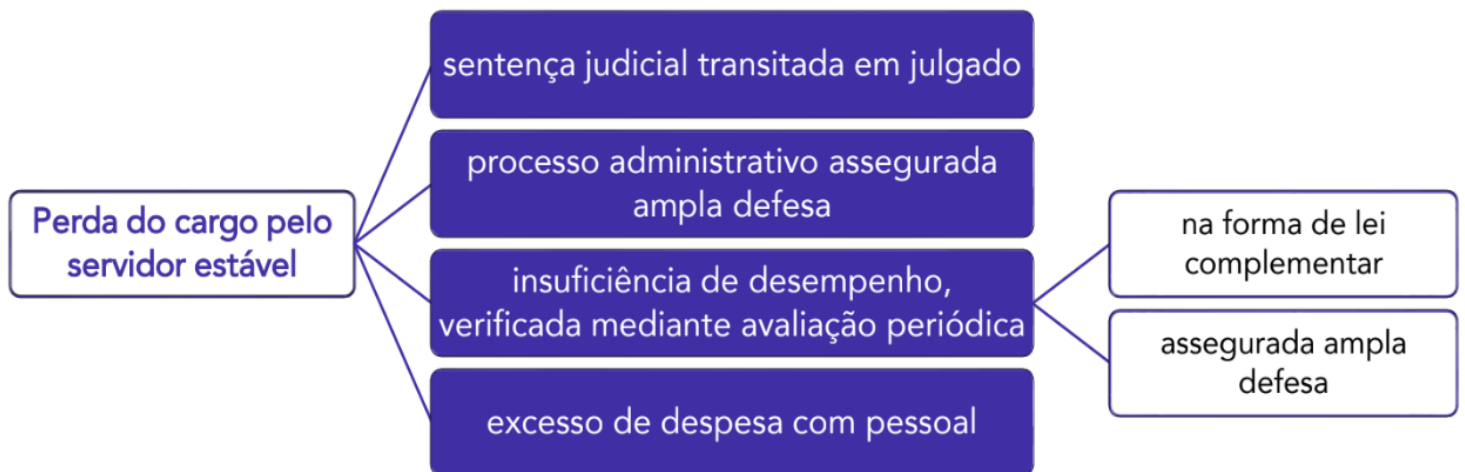 Perda do cargo pelo
servidor estável
sentença judicial transitada em julgado
processo administrativo assegurada
ampla defesa
insuficiência de desempenho,
verificada mediante avaliação periódica
na forma de lei
complementar
assegurada ampla
defesa
excesso de despesa com pessoal